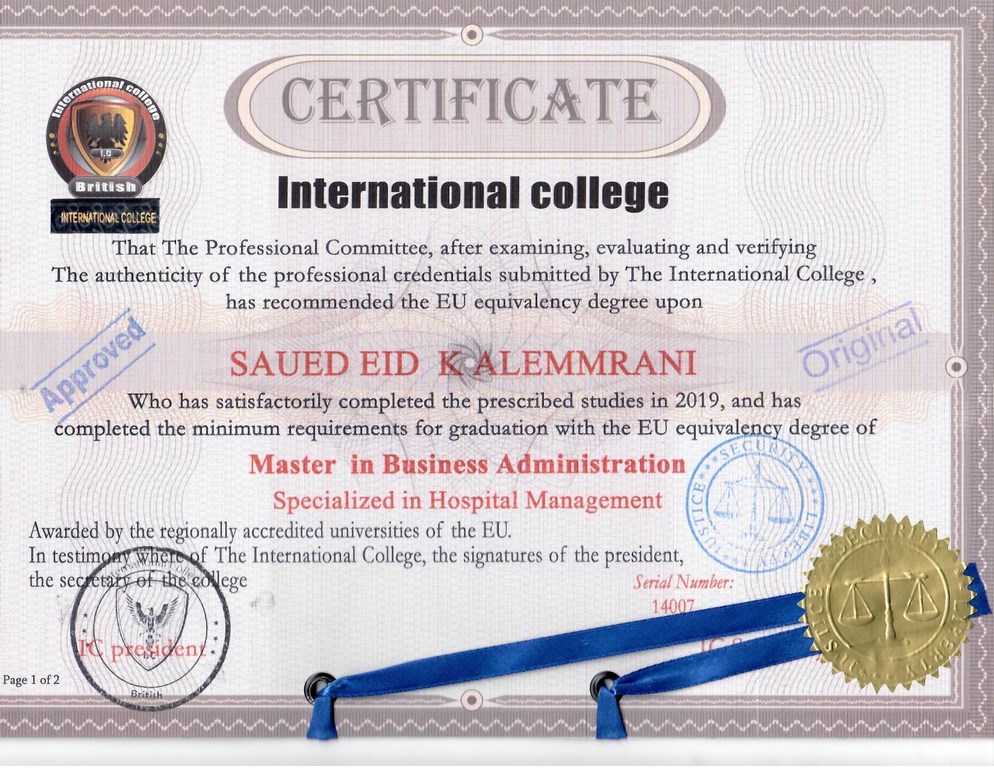 International college
I.C
British
INTERNATIONAL COLLEGE
CERTIFICATE
International college
That The Professional Committee, after examining, evaluating and verifying
The authenticity of the professional credentials submitted by The International College ,
has recommended the EU equivalency degree upon
Approved
Original
SAUED EID K ALEMMRANI
Who has satisfactorily completed the prescribed studies in 2019, and has
completed the minimum requirements for graduation with the EU equivalency degree of
Master in Business Administration
Specialized in Hospital Management
JUSTICE SECURITY LIBERTY
Awarded by the regionally accredited universities of the EU.
In testimony where of The International College, the signatures of the president,
the secretary of the college
Serial Number:
14007
SECURITY
IC president
British
Page 1 of 2